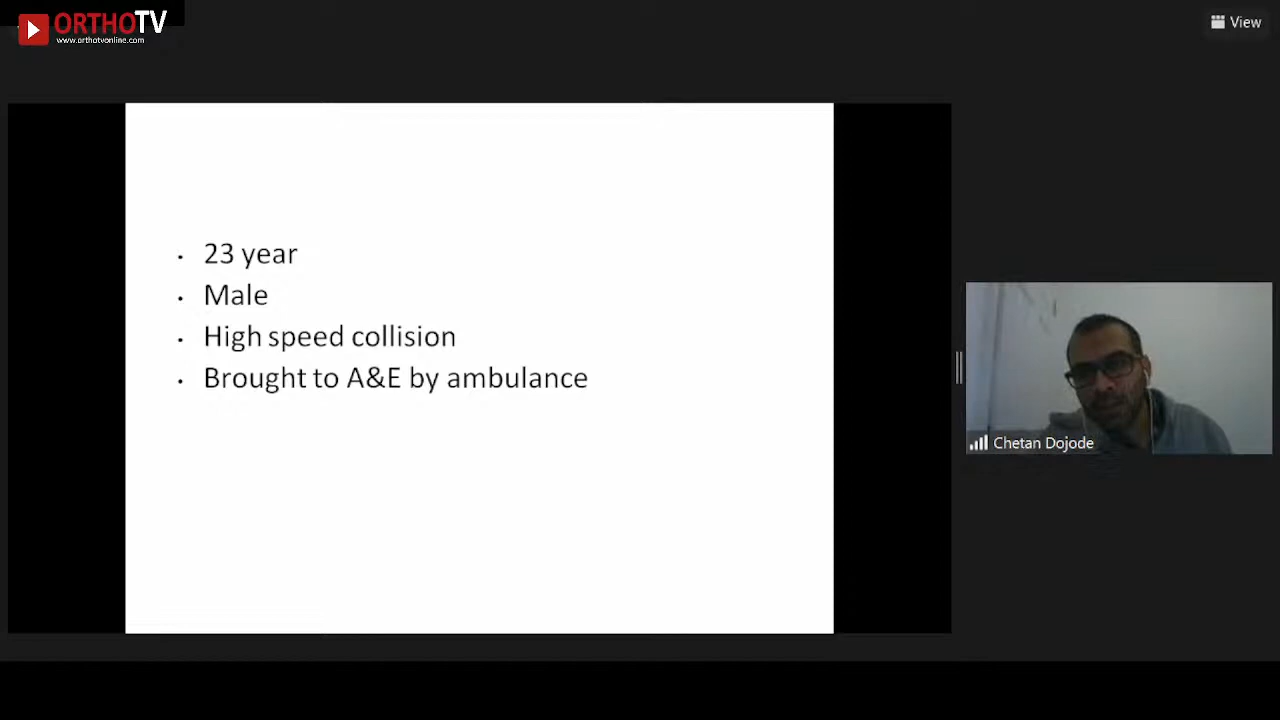 ORTHOTV
www.orthotvonline.com
View
• 23 year
• Male
• High speed collision
• Brought to A&E by ambulance
Chetan Dojode